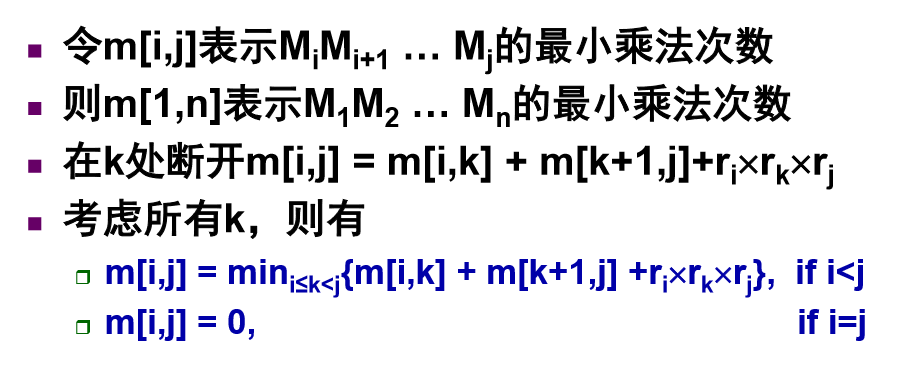 令m[i,j]表示MᵢMᵢ₊₁ … Mⱼ的最小乘法次数
则m[1,n]表示M₁M₂ … Mₙ的最小乘法次数
在k处断开m[i,j] = m[i,k] + m[k+1,j]+rᵢ×rₖ×rⱼ
考虑所有k，则有
m[i,j] = minᵢ≤ₖ<ⱼ{m[i,k] + m[k+1,j] +rᵢ×rₖ×rⱼ}, if i<j
m[i,j] = 0, if i=j